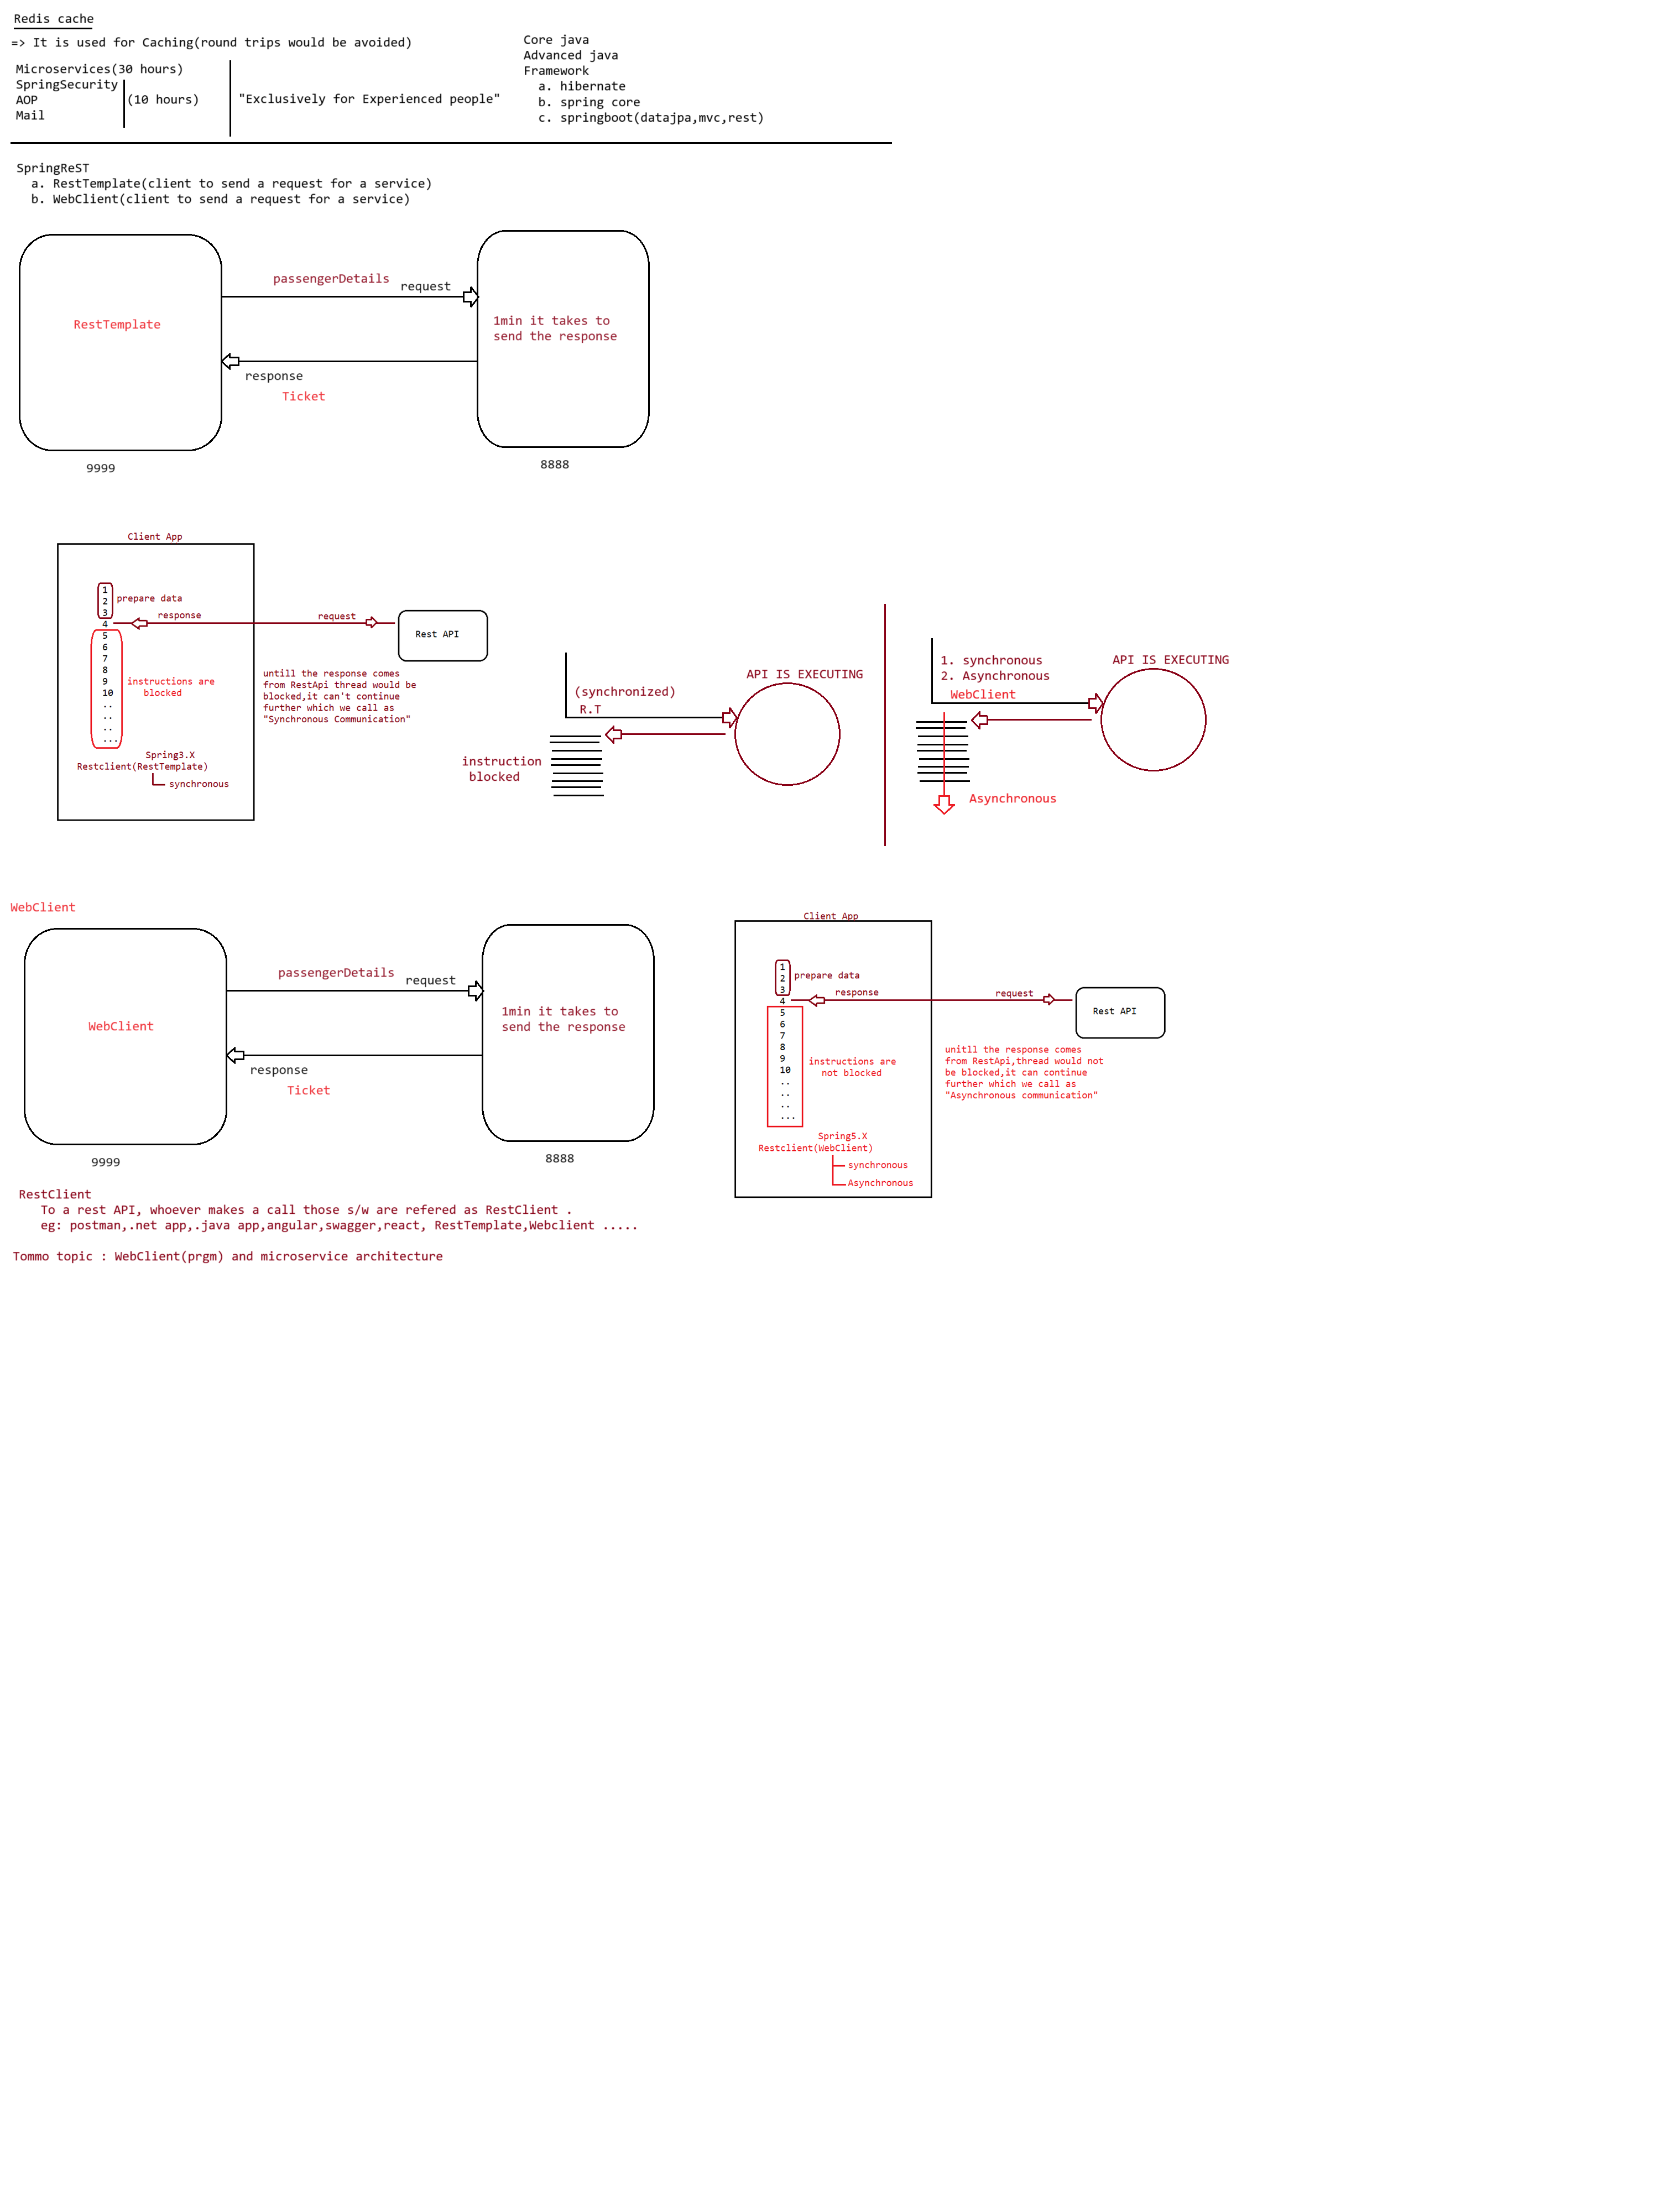 Redis cache
=> It is used for Caching(round trips would be avoided)
Microservices(30 hours)
SpringSecurity
AOP
Mail
(10 hours)
"Exclusively for Experienced people"
Core java
Advanced java
Framework
a. hibernate
b. spring core
c. springboot(datajpa,mvc,rest)
SpringReST
a. RestTemplate(client to send a request for a service)
b. WebClient(client to send a request for a service)
RestTemplate
passengerDetails
request
response
Ticket
1min it takes to
send the response
9999
8888
Client App
1
2
3
4
5
6
7
8
9
10
..
..
..
...
prepare data
response
request
Rest API
instructions are
blocked
Spring3.X
Restclient(RestTemplate)
synchronous
untill the response comes
from RestApi thread would be
blocked,it can't continue
further which we call as
"Synchronous Communication"
(synchronized)
R.T
API IS EXECUTING
instruction
blocked
1. synchronous
2. Asynchronous
WebClient
API IS EXECUTING
Asynchronous
WebClient
WebClient
passengerDetails
request
response
Ticket
1min it takes to
send the response
9999
8888
Client App
1
2
3
4
5
6
7
8
9
10
..
..
..
...
prepare data
response
request
Rest API
instructions are
not blocked
Spring5.X
Restclient(WebClient)
synchronous
Asynchronous
unitll the response comes
from RestApi,thread would not
be blocked,it can continue
further which we call as
"Asynchronous communication"
RestClient
To a rest API, whoever makes a call those s/w are refered as RestClient .
eg: postman,.net app,.java app,angular,swagger,react, RestTemplate,Webclient .....
Tommo topic : WebClient(prgm) and microservice architecture